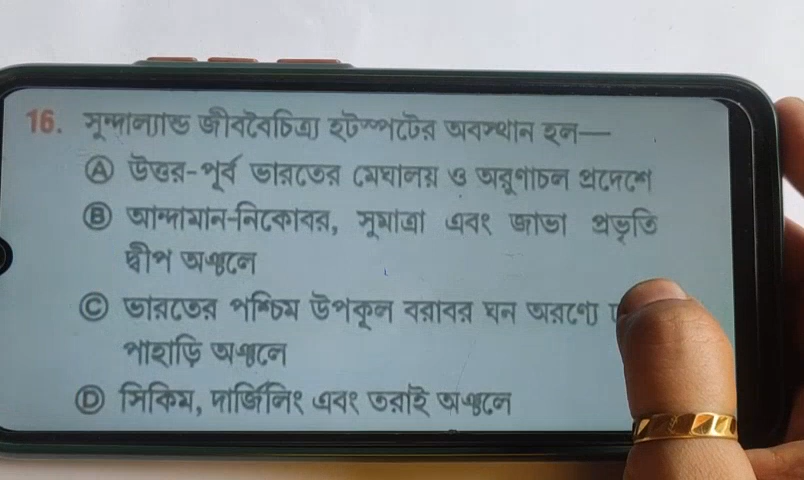 16. সুন্দাল্যান্ড জীববৈচিত্র্য হটস্পটের অবস্থান হল—
Ⓐ উত্তর-পূর্ব ভারতের মেঘালয় ও অরুণাচল প্রদেশে
Ⓑ আন্দামান-নিকোবর, সুমাত্রা এবং জাভা প্রভৃতি
দ্বীপ অঞ্চলে
Ⓒ ভারতের পশ্চিম উপকূল বরাবর ঘন অরণ্যে
পাহাড়ি অঞ্চলে
Ⓓ সিকিম, দার্জিলিং এবং তরাই অঞ্চলে